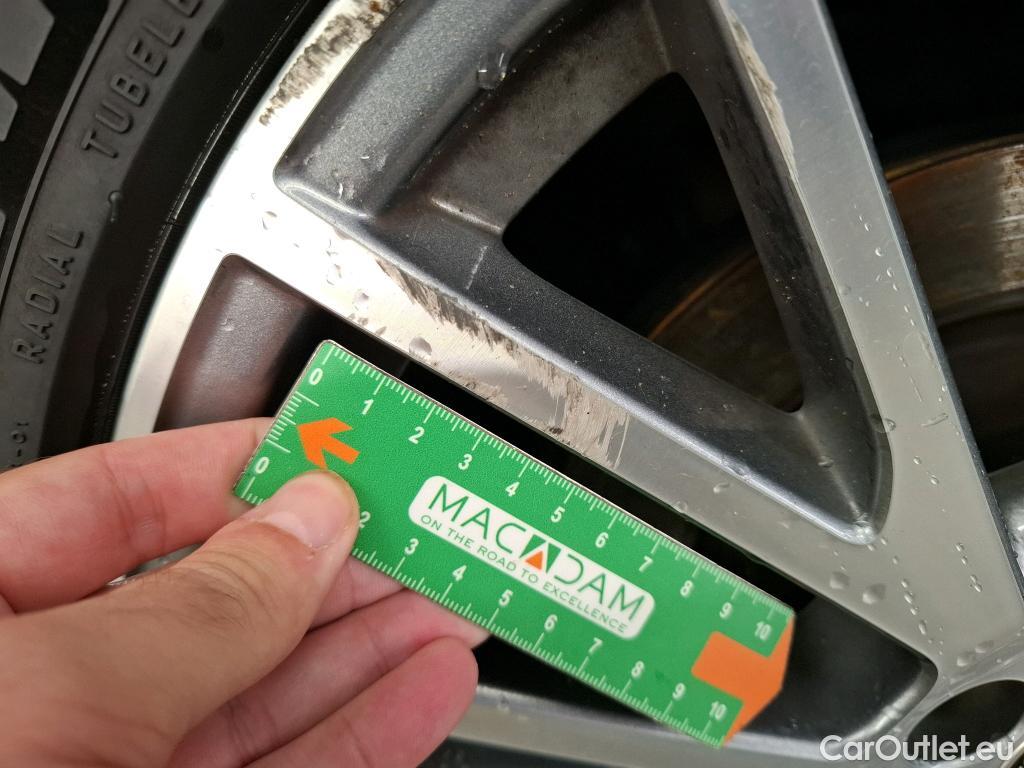 TUBELE
RADIAL
0 1 2 3 4 5 6 7 8 9 10
MACADAM
ON THE ROAD TO EXCELLENCE
0 2 3 4 5 6 7 8 9 10
CarOutlet.eu